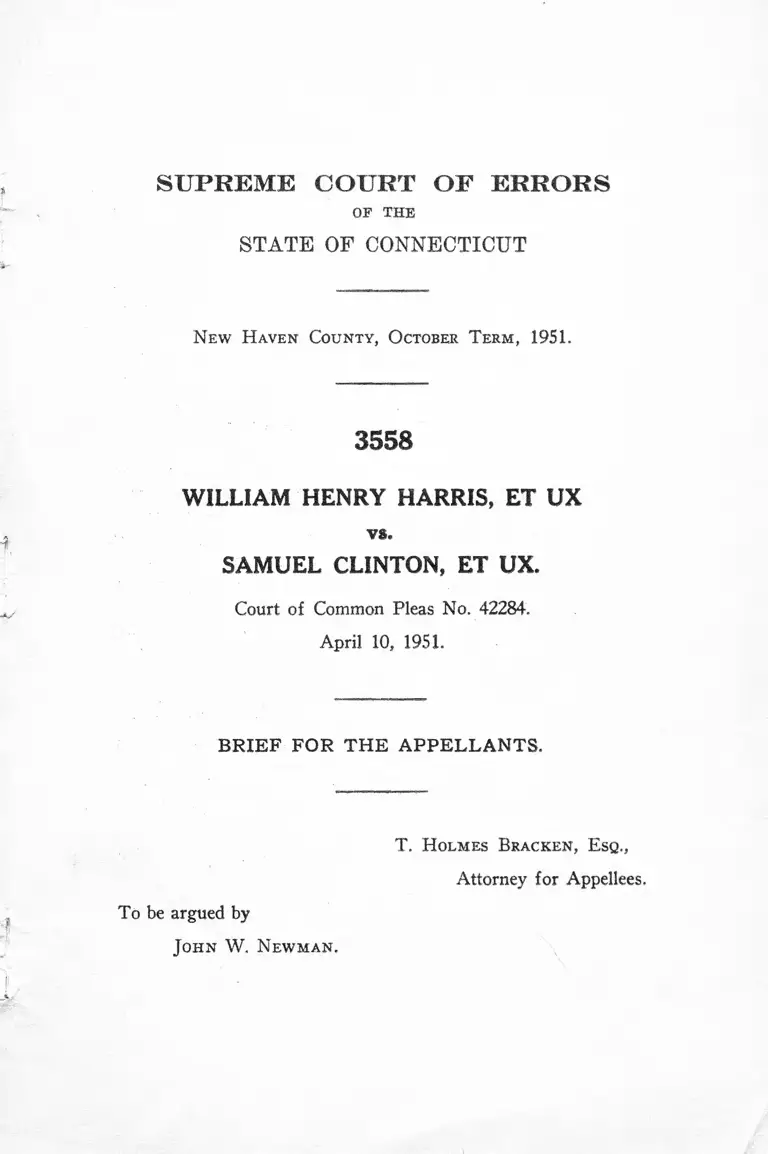 SUPREME COURT OF ERRORS
OF THE
STATE OF CONNECTICUT
NEW HAVEN COUNTY, OCTOBER TERM, 1951.
3558
WILLIAM HENRY HARRIS, ET UX
vs.
SAMUEL CLINTON, ET UX.
Court of Common Pleas No. 42284.
April 10, 1951.
BRIEF FOR THE APPELLANTS.
T. HOLMES BRACKEN, ESQ.,
Attorney for Appellees.
To be argued by
JOHN W. NEWMAN.